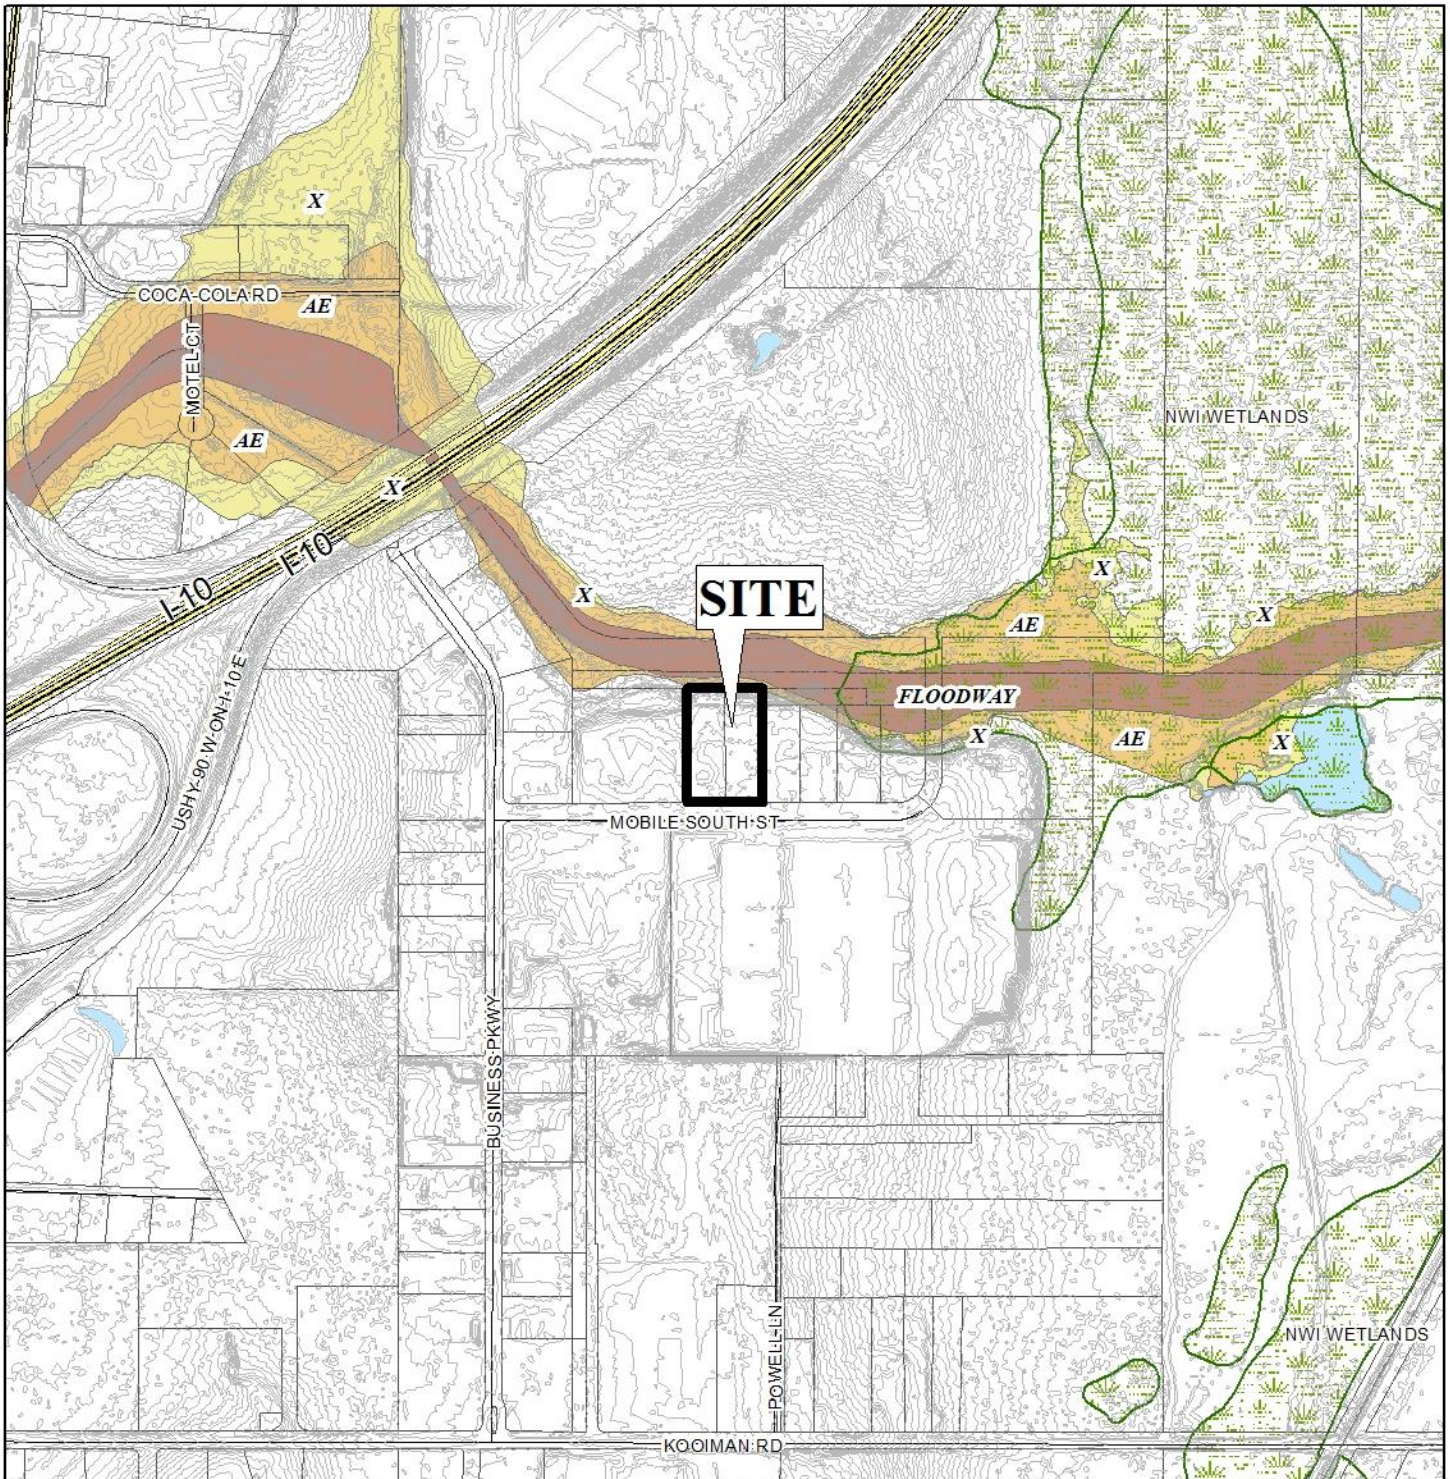 X
COCA-COLA RD
AE
MOTEL CT
AE
NWI WETLANDS
X
I-10
I-10
X
SITE
X
AE
X
USHY-90 W-ON-I-10 E
FLOODWAY
X
AE
X
MOBILE SOUTH ST
BUSINESS PKWY
POWELL LN
NWI WETLANDS
KOOIMAN RD